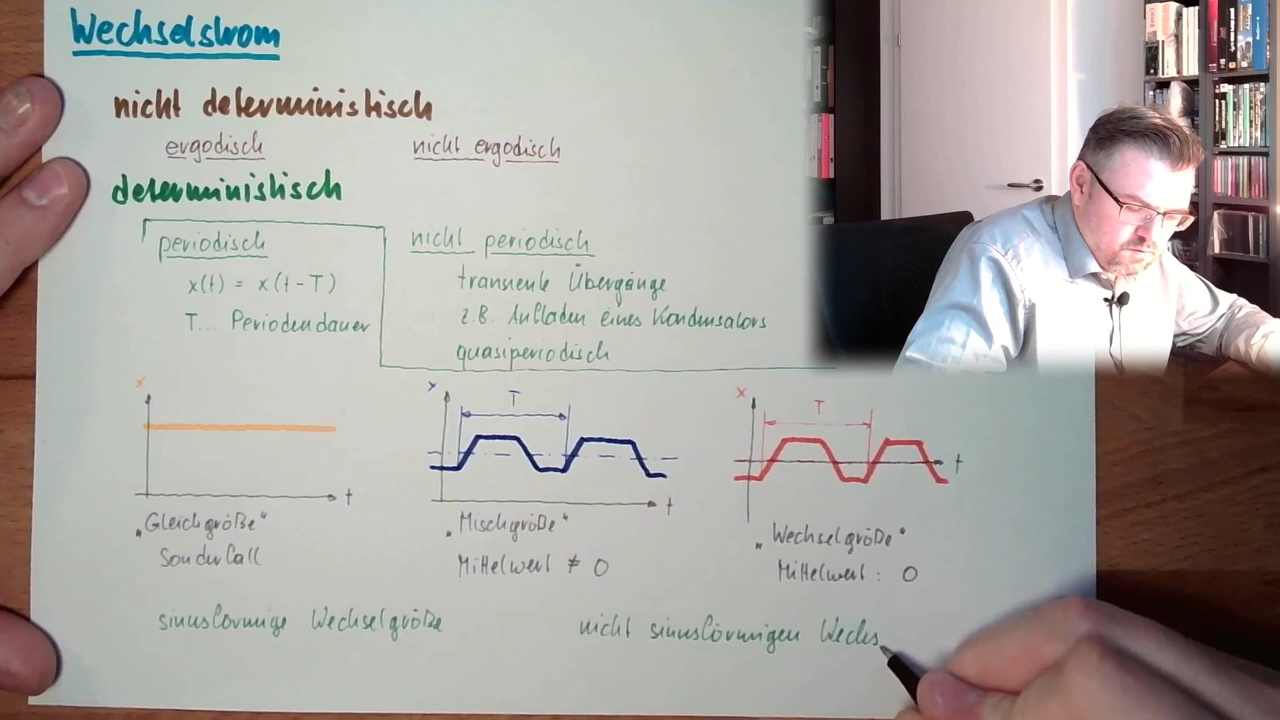 Wechselstrom
nicht deterministisch
ergodisch nicht ergodisch
deterministisch
periodisch nicht periodisch
x(t) = x(t-T) transiente Übergänge
T... Periodendauer z.B. Aufladen eines Kondensators
quasiperiodisch
x x x
T T
t t t
„Gleichgröße“ „Mischgröße“ „Wechselgröße“
Sonderfall Mittelwert ≠ 0 Mittelwert: 0
sinusförmige Wechselgröße nicht sinusförmigen Wechs